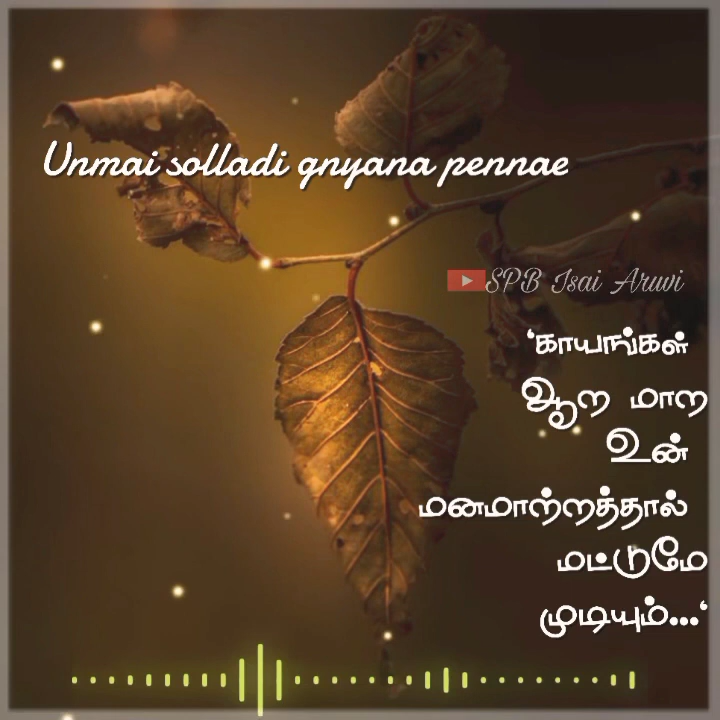 Unmai solladi gnyana pennae
SPB Isai Aruvi
‘காயங்கள்
ஆற மாற
உன்
மனமாற்றத்தால்
மட்டுமே
முடியும்...‘